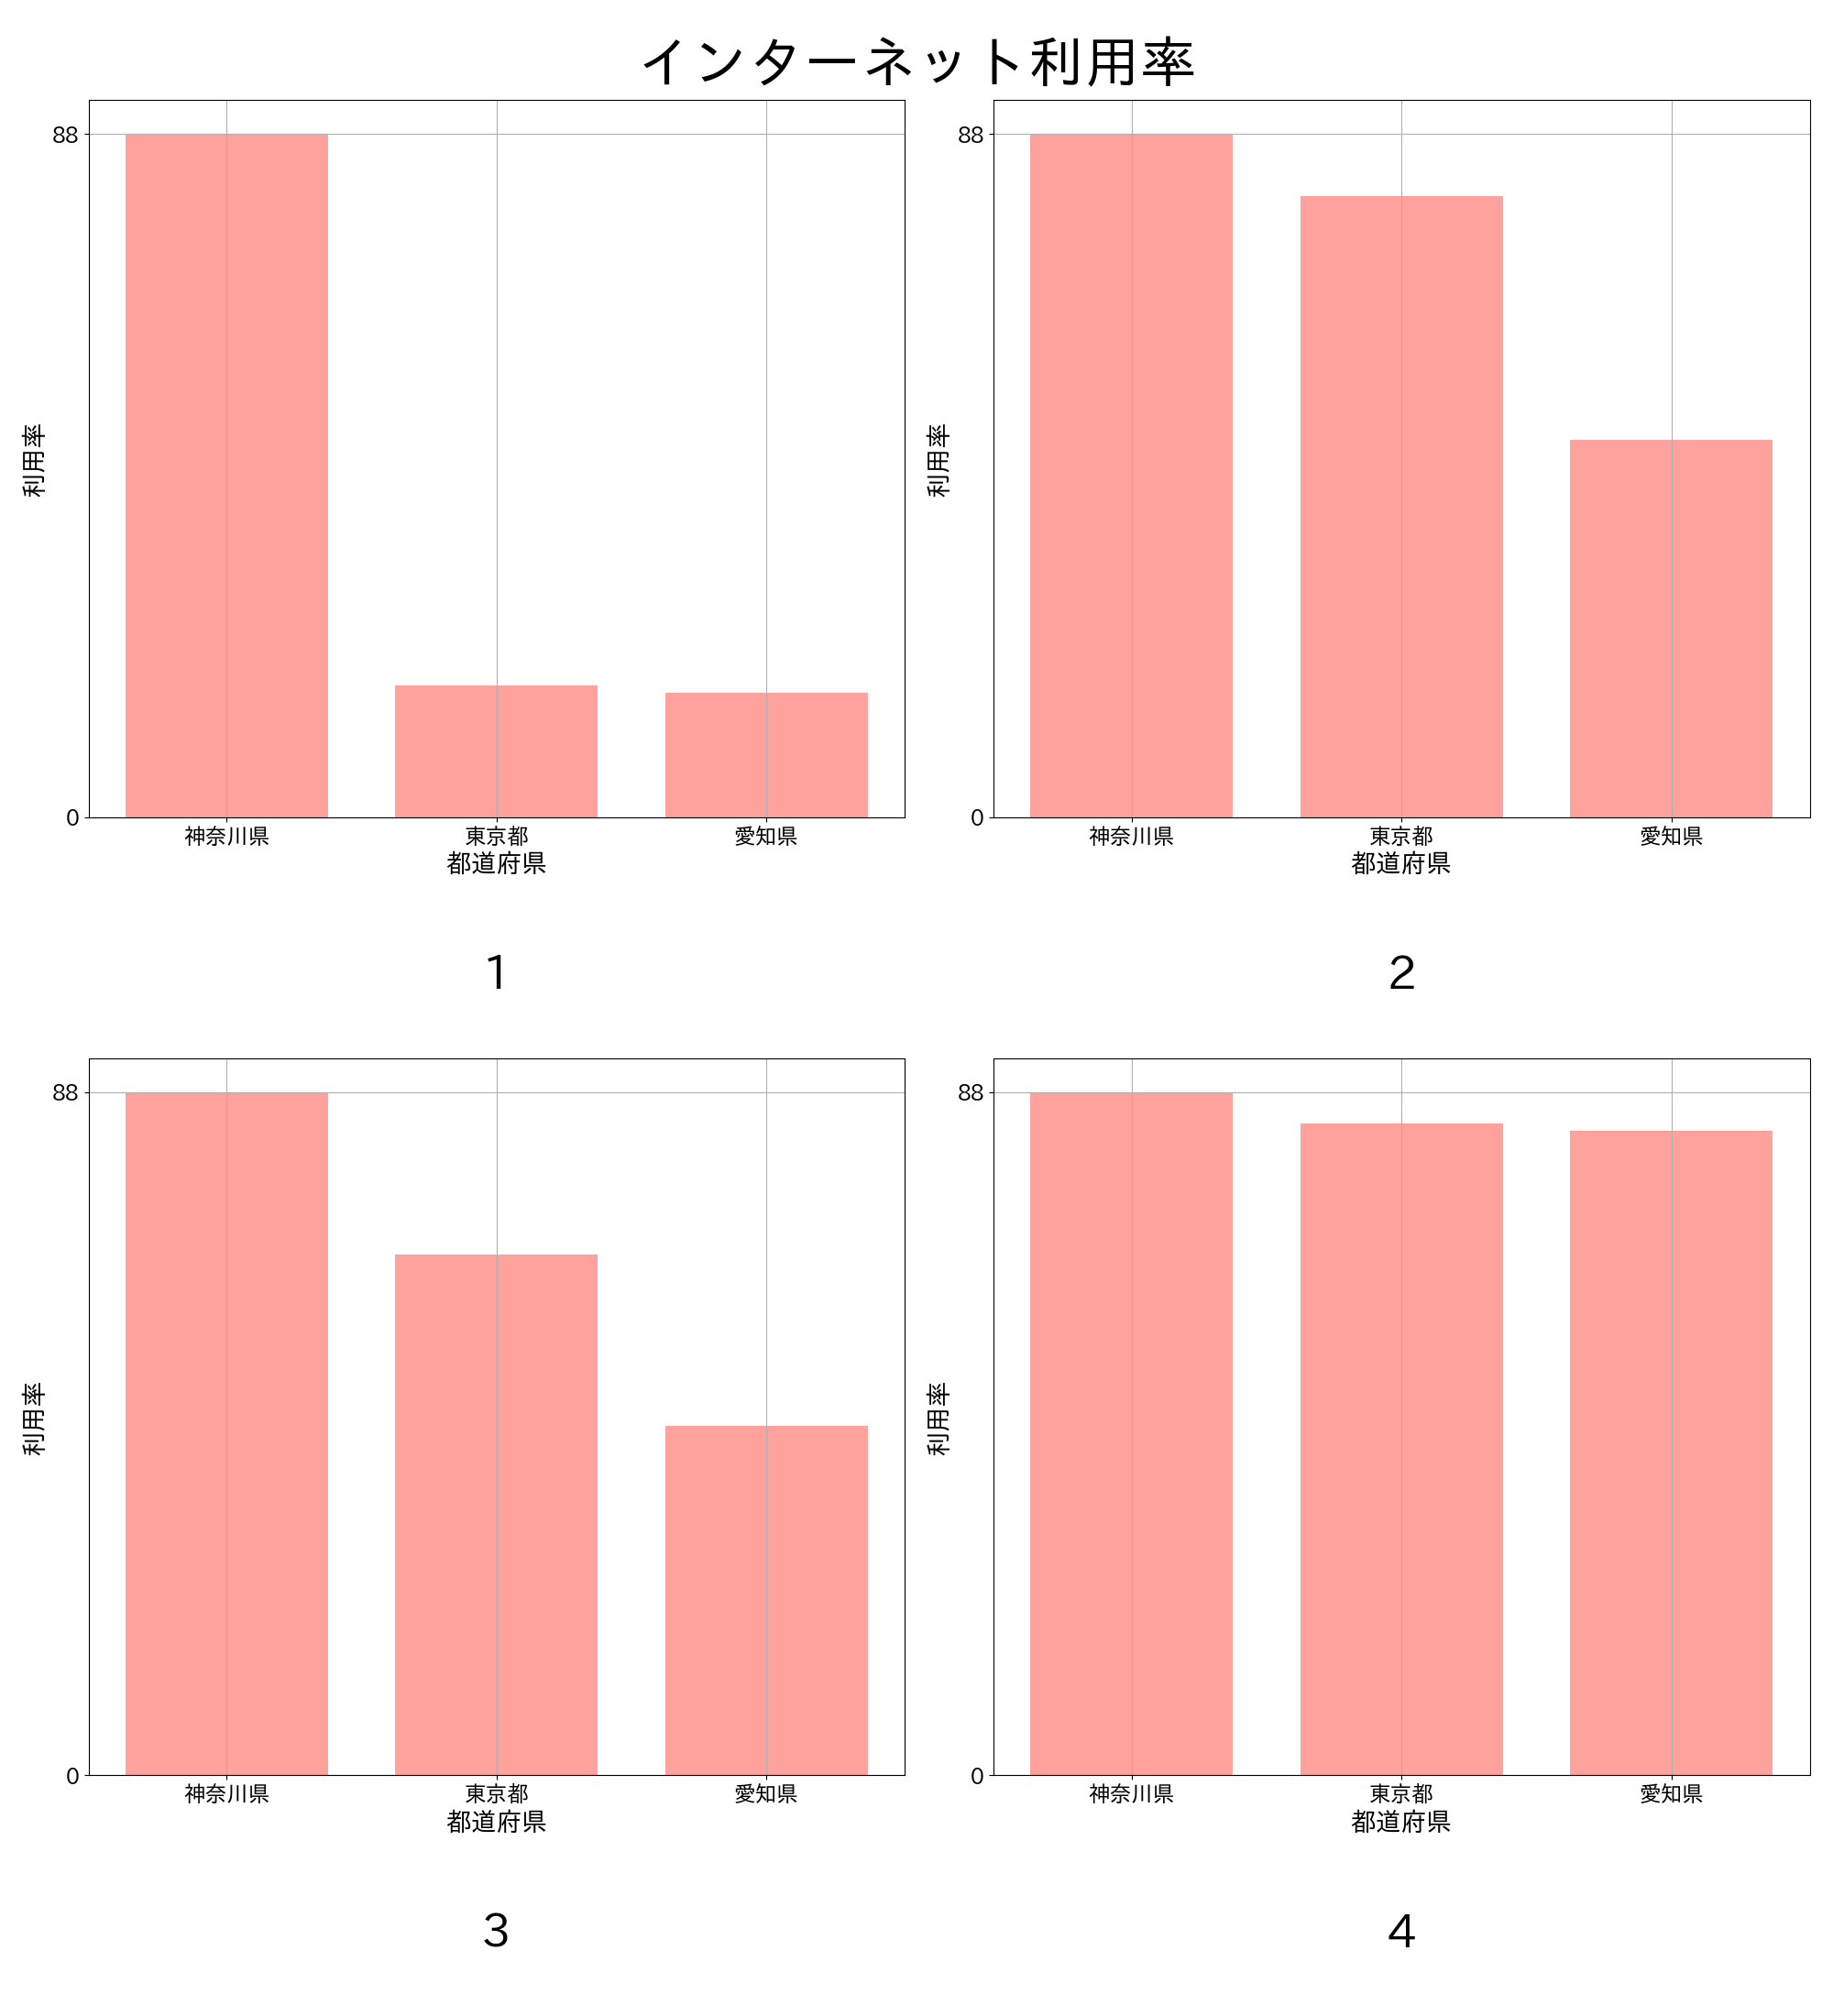 インターネット利用率
88
0
利用率
神奈川県 東京都 愛知県
都道府県
1
88
0
利用率
神奈川県 東京都 愛知県
都道府県
2
88
0
利用率
神奈川県 東京都 愛知県
都道府県
3
88
0
利用率
神奈川県 東京都 愛知県
都道府県
4